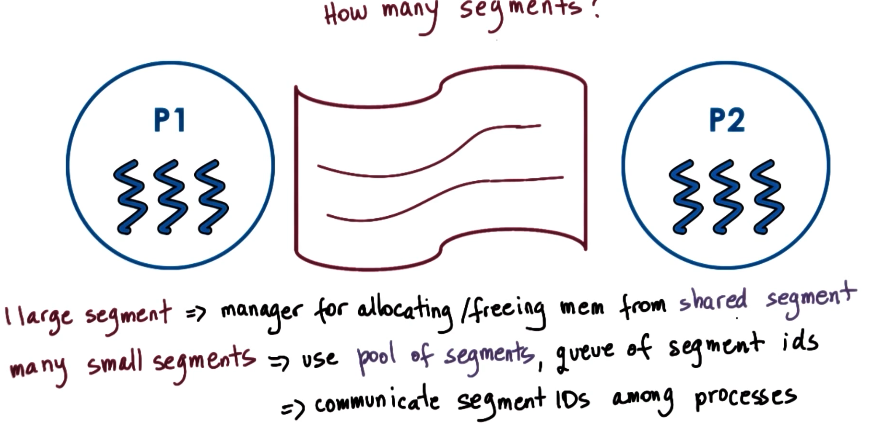 How many segments?
P1
P2
1 large segment => manager for allocating/freeing mem from shared segment
many small segments => use pool of segments, queue of segment ids
=> communicate segment IDs among processes